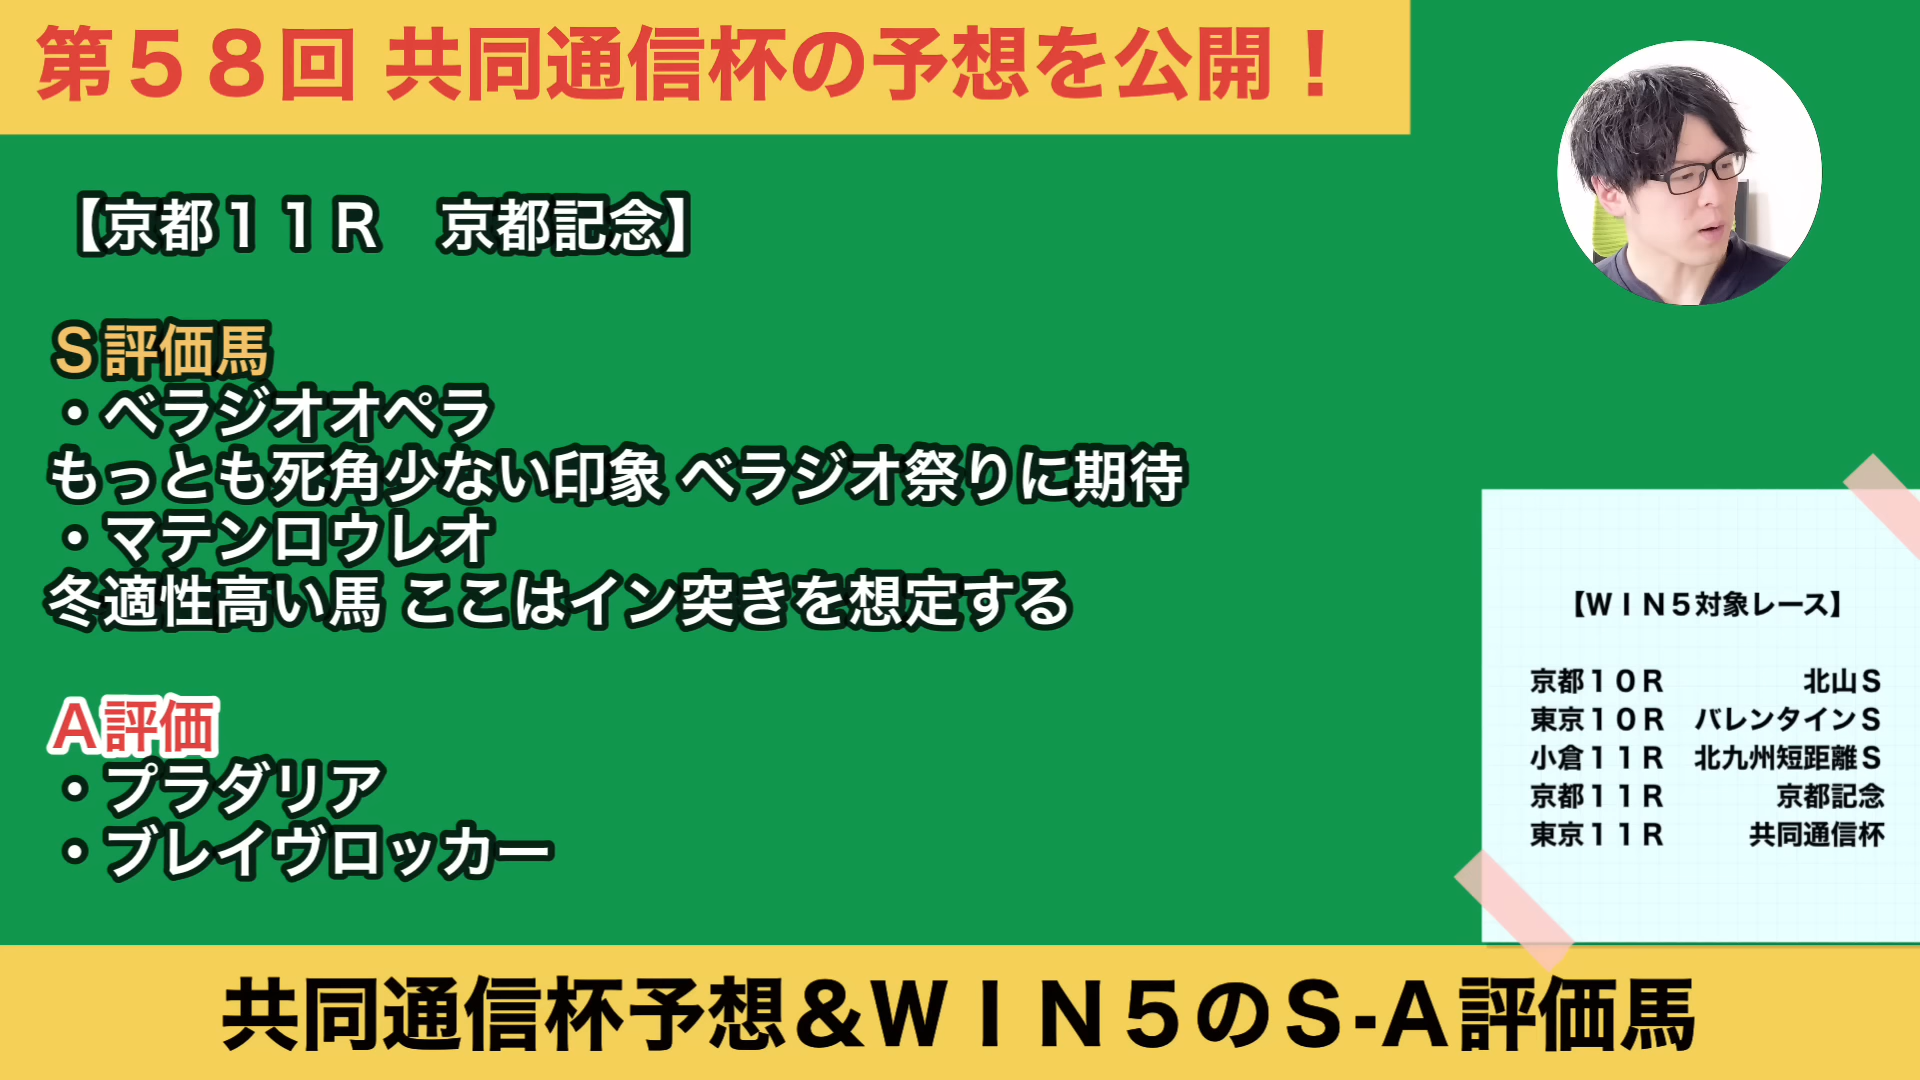 第５８回 共同通信杯の予想を公開！
【京都１１Ｒ　京都記念】
Ｓ評価馬
・ベラジオオペラ
もっとも死角少ない印象 ベラジオ祭りに期待
・マテンロウレオ
冬適性高い馬 ここはイン突きを想定する
Ａ評価
・プラダリア
・ブレイヴロッカー
【ＷＩＮ５対象レース】
京都１０Ｒ　北山Ｓ
東京１０Ｒ　バレンタインＳ
小倉１１Ｒ　北九州短距離Ｓ
京都１１Ｒ　京都記念
東京１１Ｒ　共同通信杯
共同通信杯予想＆ＷＩＮ５のＳ-Ａ評価馬